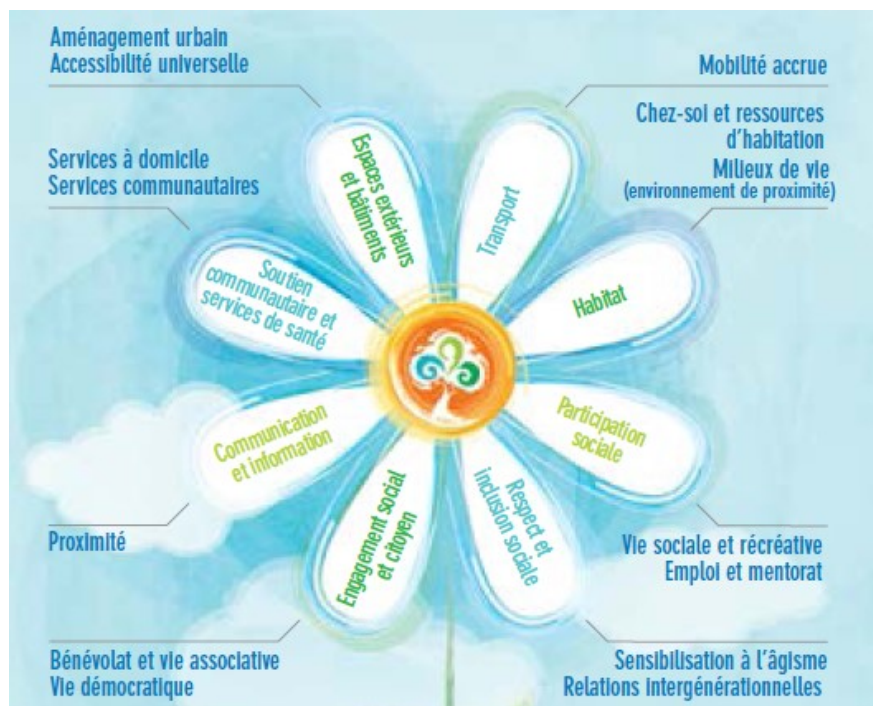 Aménagement urbain
Accessibilité universelle
Mobilité accrue
Chez-soi et ressources
d'habitation
Milieux de vie
(environnement de proximité)
Services à domicile
Services communautaires
Espaces extérieurs
et bâtiments
Transport
Soutien
communautaire et
services de santé
Habitat
Communication
et information
Participation
sociale
Engagement social
et citoyen
Respect et
inclusion sociale
Proximité
Vie sociale et récréative
Emploi et mentorat
Bénévolat et vie associative
Vie démocratique
Sensibilisation à l'âgisme
Relations intergénérationnelles